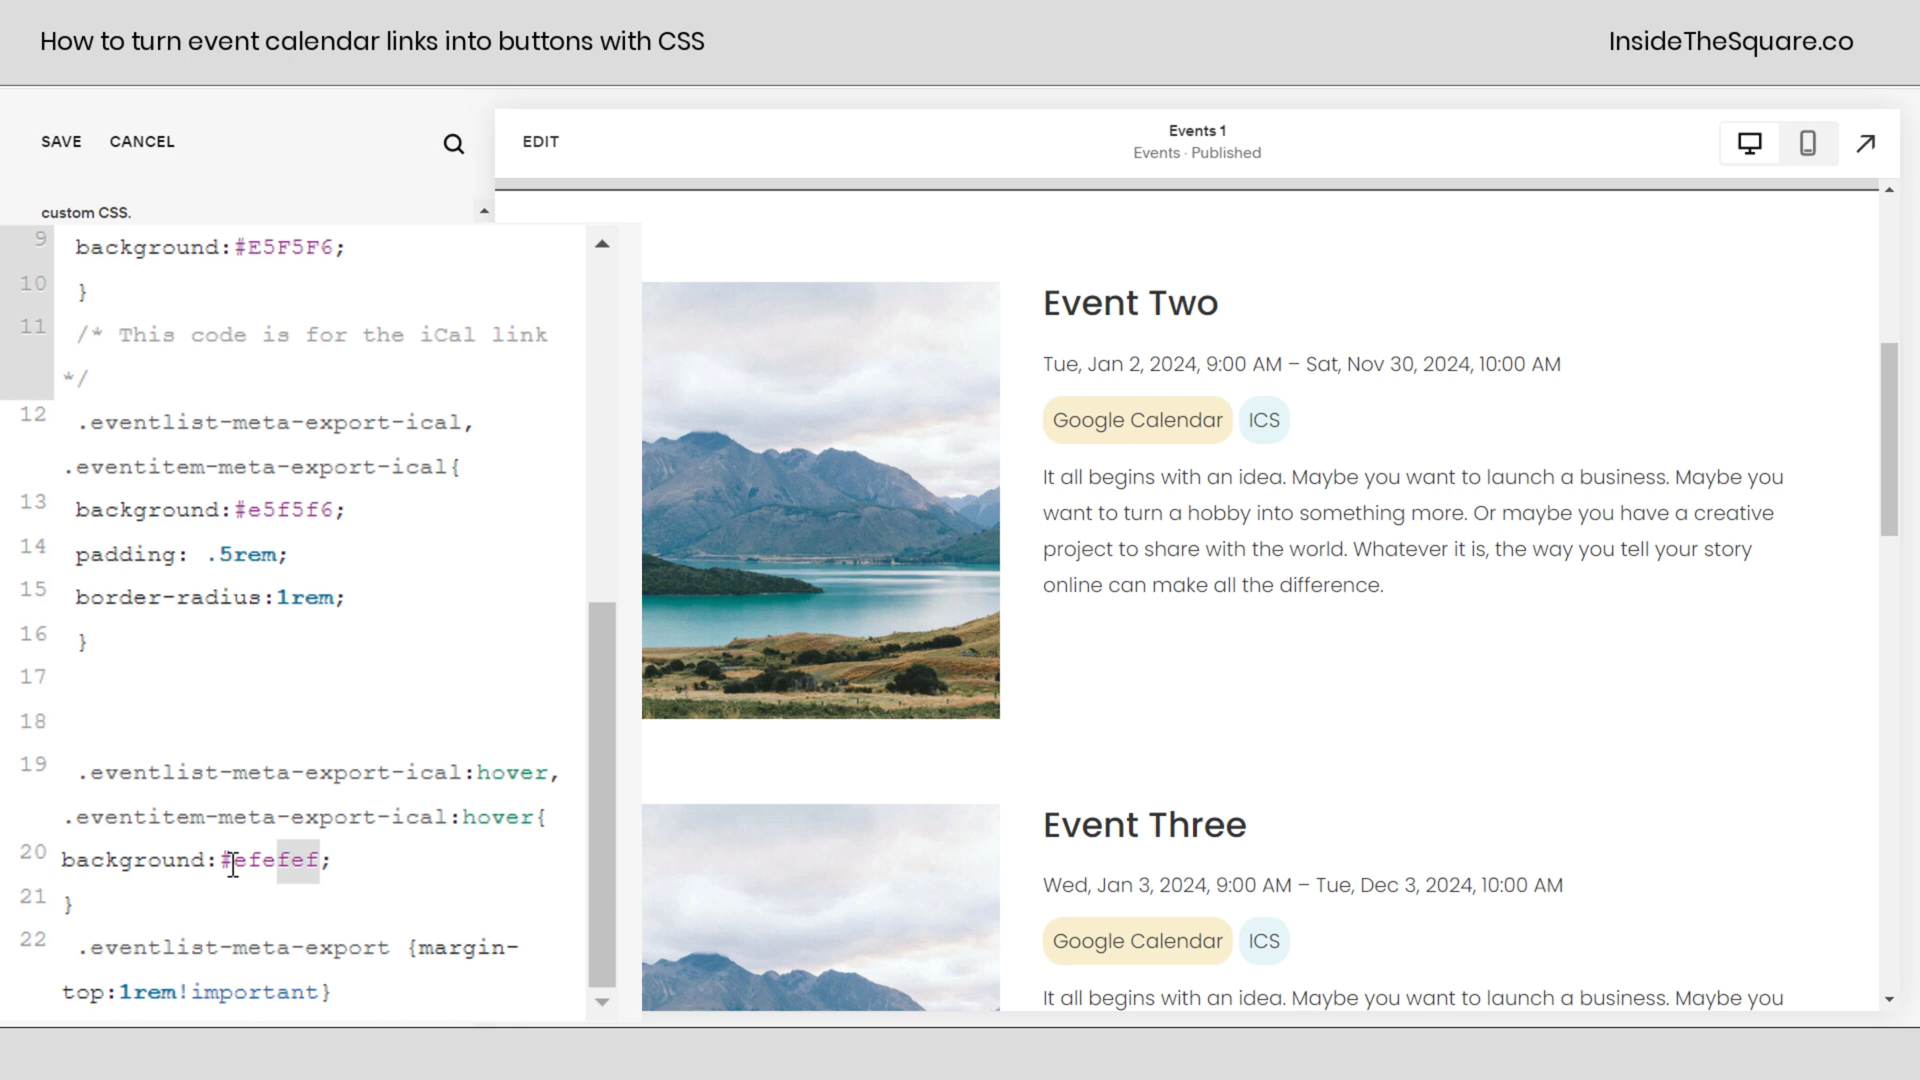 How to turn event calendar links into buttons with CSS
InsideTheSquare.co
SAVE CANCEL
EDIT
Events 1
Events · Published
custom CSS.
9 background:#E5F5F6;
10 }
11 /* This code is for the iCal link
*/
12 .eventlist-meta-export-ical,
.eventitem-meta-export-ical{
13 background:#e5f5f6;
14 padding: .5rem;
15 border-radius:1rem;
16 }
17
18
19 .eventlist-meta-export-ical:hover,
.eventitem-meta-export-ical:hover{
20 background:#efefef;
21 }
22 .eventlist-meta-export {margin-
top:1rem!important}
Event Two
Tue, Jan 2, 2024, 9:00 AM – Sat, Nov 30, 2024, 10:00 AM
Google Calendar ICS
It all begins with an idea. Maybe you want to launch a business. Maybe you
want to turn a hobby into something more. Or maybe you have a creative
project to share with the world. Whatever it is, the way you tell your story
online can make all the difference.
Event Three
Wed, Jan 3, 2024, 9:00 AM – Tue, Dec 3, 2024, 10:00 AM
Google Calendar ICS
It all begins with an idea. Maybe you want to launch a business. Maybe you